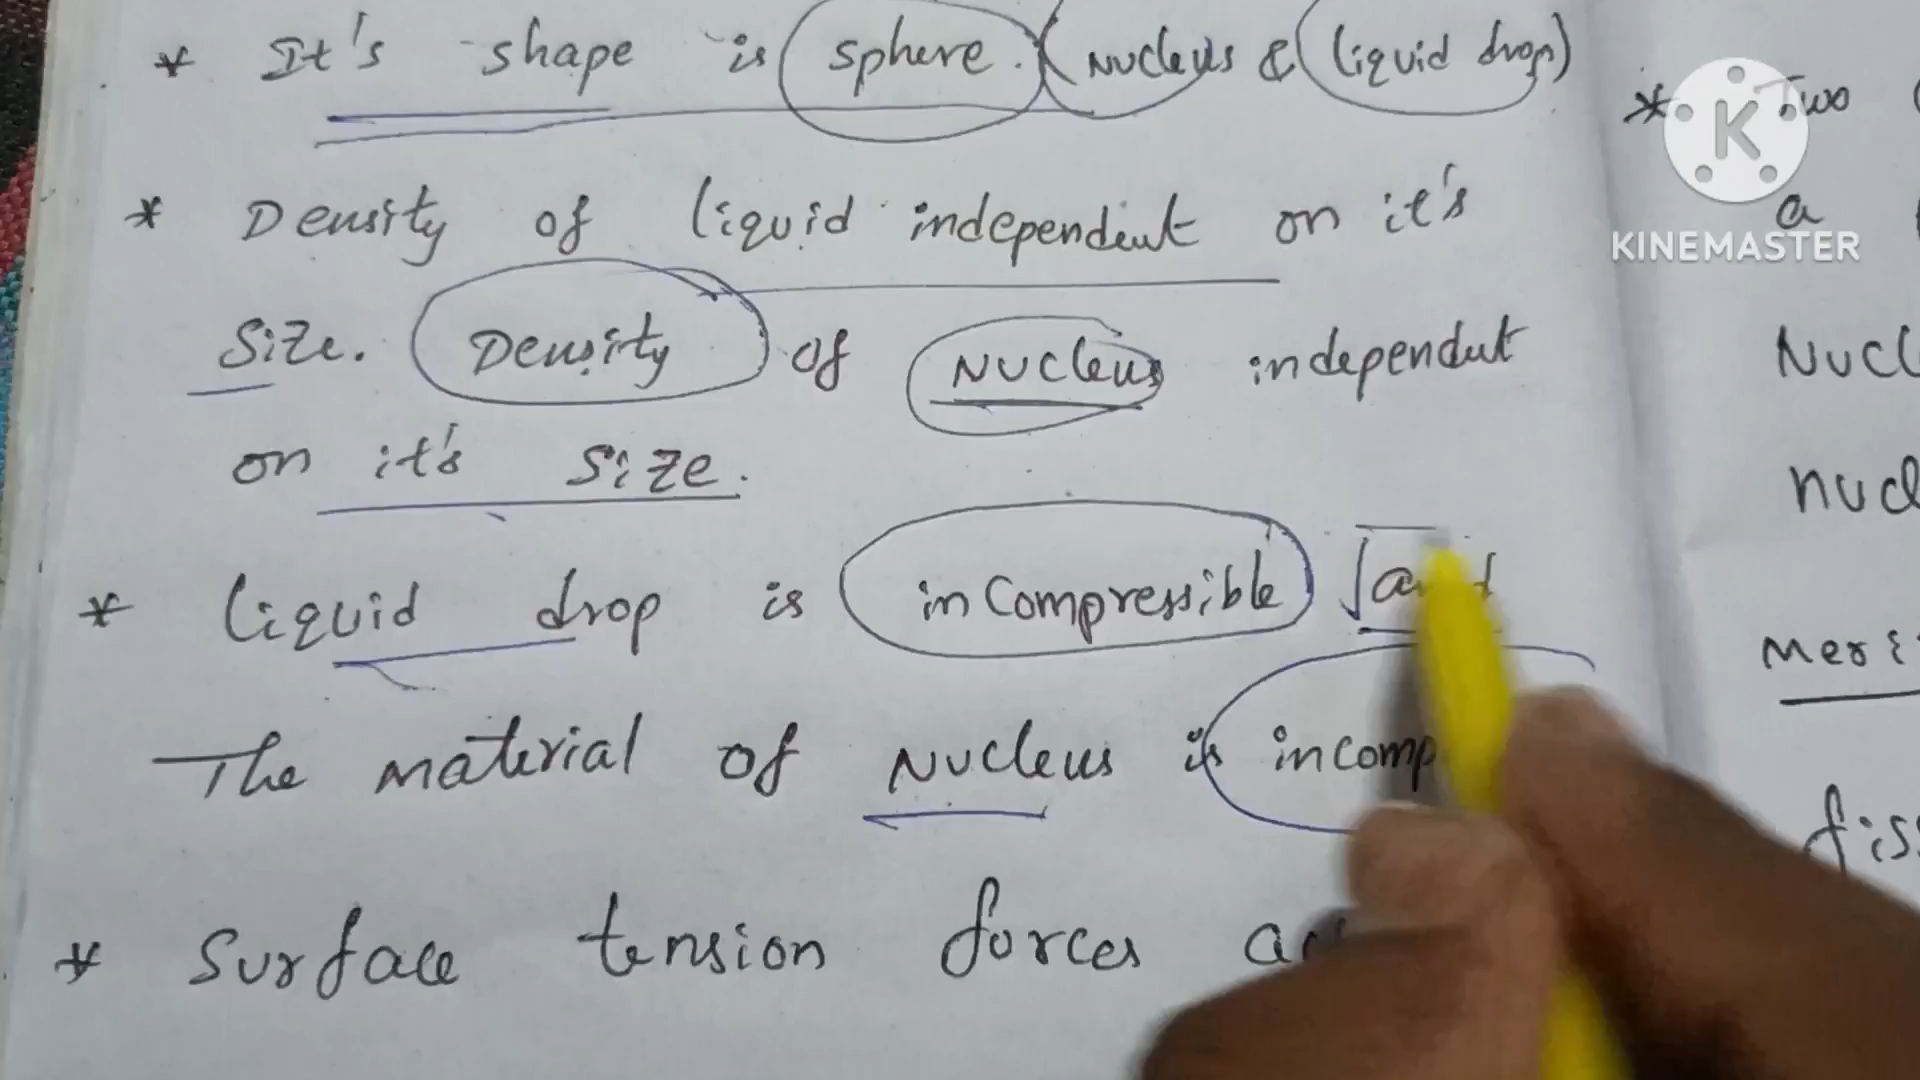 * It's shape is sphere. (Nucleus & liquid drop)
* Density of liquid independent on it's
size. Density of Nucleus independent
on it's size.
* liquid drop is incompressible
The material of Nucleus is incomp
* Surface tension forces
* Two
a
Nucl
nucl
Meri
fiss
KINEMASTER